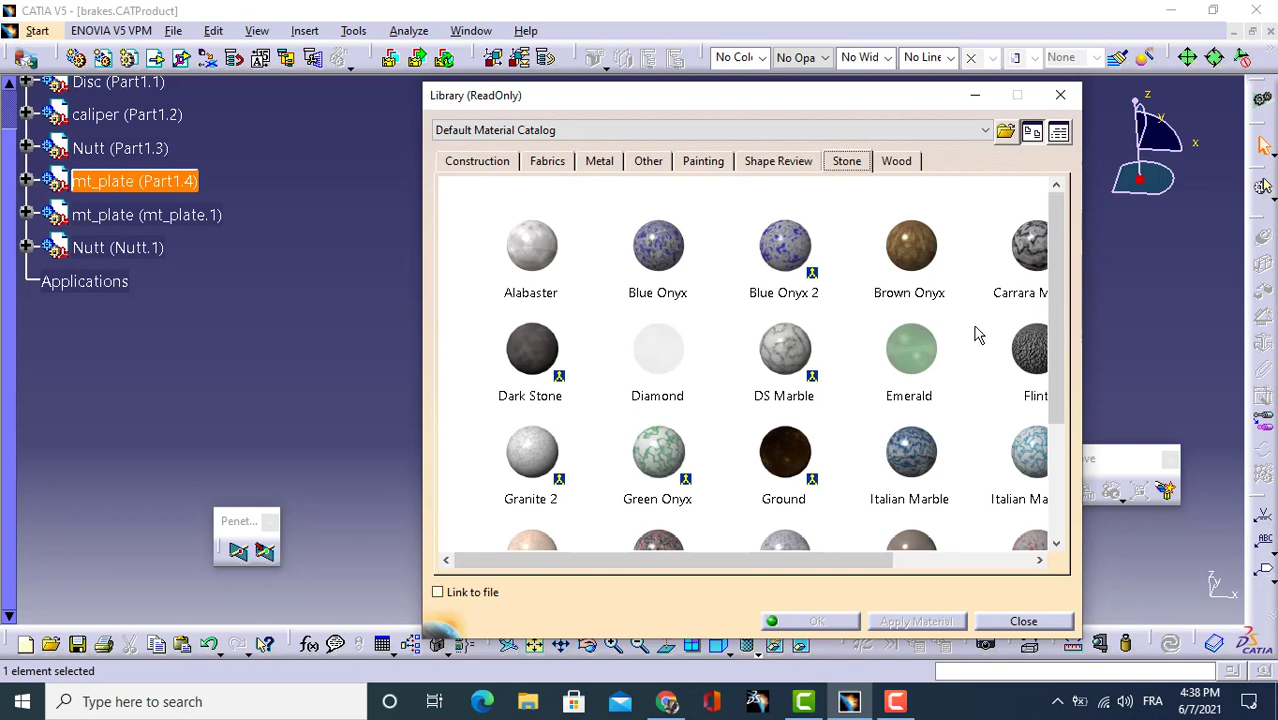 CATIA V5 - [brakes.CATProduct]
Start ENOVIA V5 VPM File Edit View Insert Tools Analyze Window Help
No Col No Opa No Wid No Line None
Disc (Part1.1)
caliper (Part1.2)
Nutt (Part1.3)
mt_plate (Part1.4)
mt_plate (mt_plate.1)
Nutt (Nutt.1)
Applications
Library (ReadOnly)
Default Material Catalog
Construction Fabrics Metal Other Painting Shape Review Stone Wood
Alabaster Blue Onyx Blue Onyx 2 Brown Onyx Carrara M
Dark Stone Diamond DS Marble Emerald Flint
Granite 2 Green Onyx Ground Italian Marble Italian Ma
Link to file
OK Apply Material Close
z
y
x
ove
Penet...
ABC
z
y
x
f(x)
CATIA
1 element selected
Type here to search
FRA
4:38 PM
6/7/2021